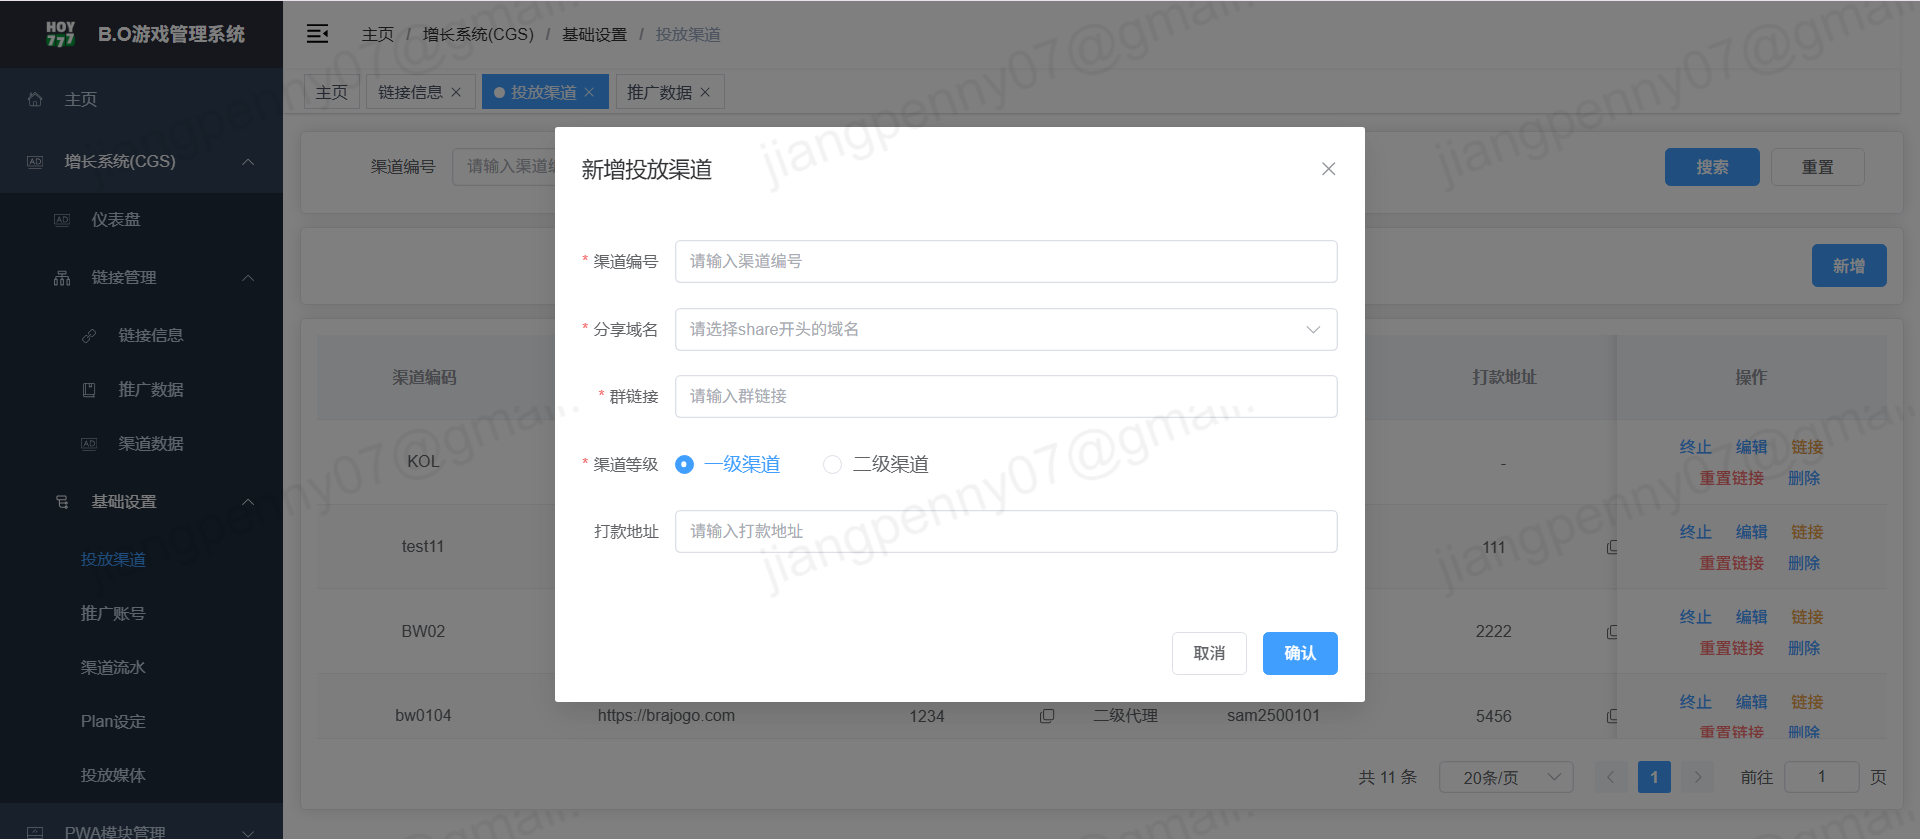 HOY
777
B.O游戏管理系统
主页 / 增长系统(CGS) / 基础设置 / 投放渠道
主页
链接信息
投放渠道
推广数据
主页
增长系统(CGS)
仪表盘
链接管理
链接信息
推广数据
渠道数据
基础设置
投放渠道
推广账号
渠道流水
Plan设定
投放媒体
PWA模块管理
渠道编号
请输入渠道编
搜索
重置
新增
新增投放渠道
* 渠道编号 请输入渠道编号
* 分享域名 请选择share开头的域名
* 群链接 请输入群链接
* 渠道等级 一级渠道 二级渠道
打款地址 请输入打款地址
取消
确认
渠道编码 打款地址 操作
KOL - 终止 编辑 链接
重置链接 删除
test11 111 终止 编辑 链接
重置链接 删除
BW02 2222 终止 编辑 链接
重置链接 删除
bw0104 https://brajogo.com 1234 二级代理 sam2500101 5456 终止 编辑 链接
重置链接 删除
共 11 条 20条/页 1 前往 1 页
jiangpenny07@gmail.
jiangpenny07@gmail.
jiangpenny07@gmail.
jiangpenny07@gmail.